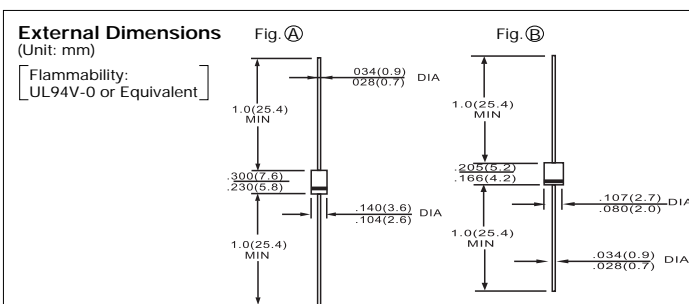 External Dimensions
(Unit: mm)
Flammability:
UL94V-0 or Equivalent
Fig. Ⓐ
034(0.9)
028(0.7)
DIA
1.0(25.4)
MIN
.300(7.6)
.230(5.8)
.140(3.6)
.104(2.6)
DIA
1.0(25.4)
MIN
Fig. Ⓑ
1.0(25.4)
MIN
.205(5.2)
.166(4.2)
.107(2.7)
.080(2.0)
DIA
1.0(25.4)
MIN
.034(0.9)
.028(0.7)
DIA